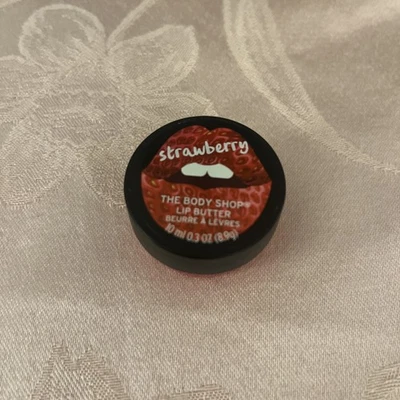 strawberry
THE BODY SHOP®
LIP BUTTER
BEURRE À LÈVRES
10 ml 0.3 OZ (8.9g)